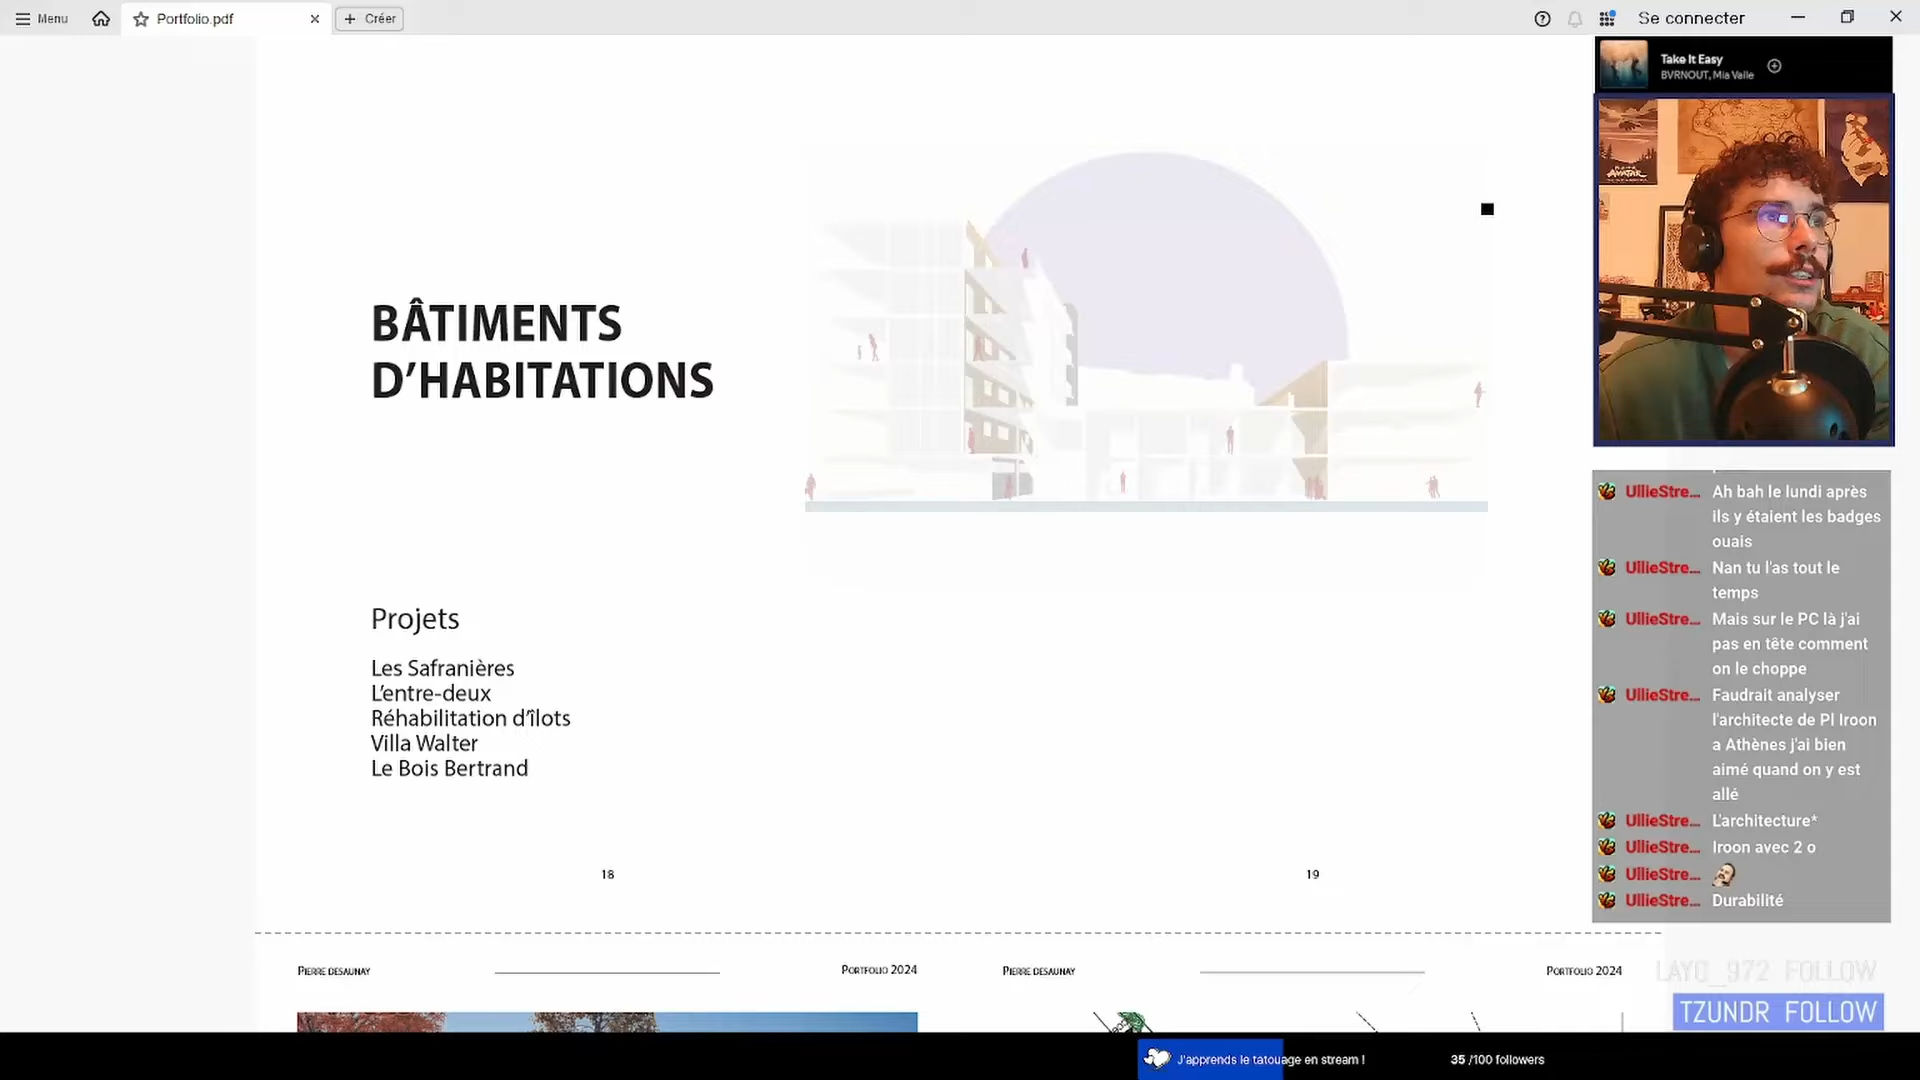 Menu
Portfolio.pdf
Créer
Se connecter
Take It Easy
BVRNOUT, Mia Valle
AVATAR
BÂTIMENTS
D'HABITATIONS
Projets
Les Safranières
L'entre-deux
Réhabilitation d'îlots
Villa Walter
Le Bois Bertrand
18
19
PIERRE DESAUNAY
PORTFOLIO 2024
PIERRE DESAUNAY
PORTFOLIO 2024
UllieStre... Ah bah le lundi après
ils y étaient les badges
ouais
UllieStre... Nan tu l'as tout le
temps
UllieStre... Mais sur le PC là j'ai
pas en tête comment
on le choppe
UllieStre... Faudrait analyser
l'architecte de Pl Iroon
a Athènes j'ai bien
aimé quand on y est
allé
UllieStre... L'architecture*
UllieStre... Iroon avec 2 o
UllieStre...
UllieStre... Durabilité
LAYC_972 FOLLOW
TZUNDR FOLLOW
J'apprends le tatouage en stream !
35 /100 followers